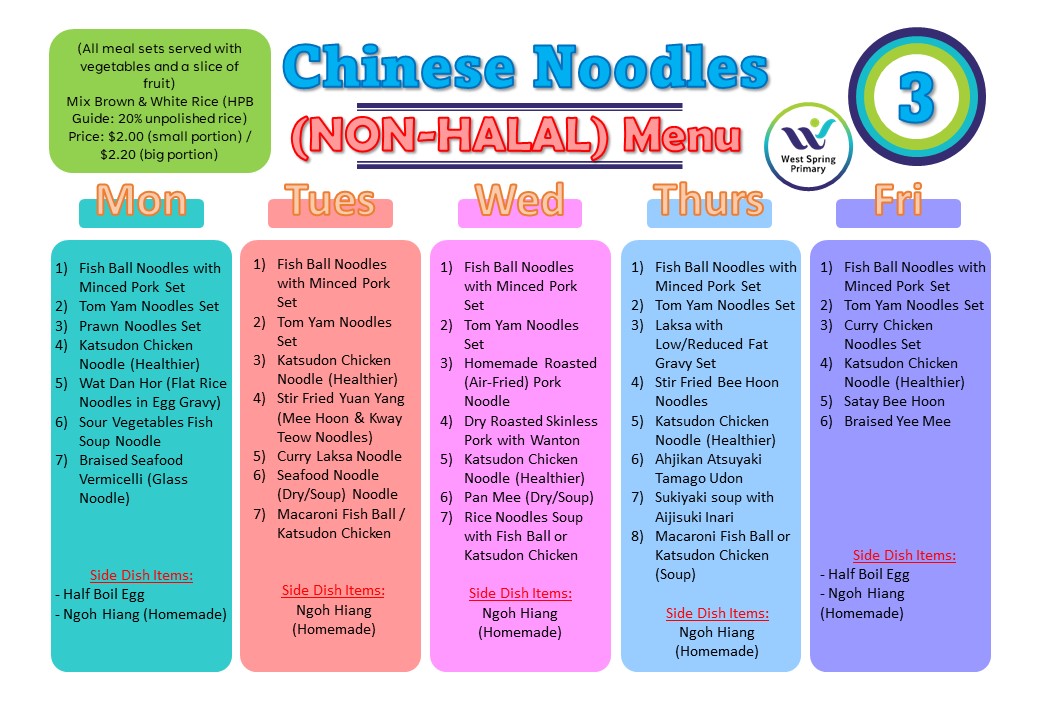 (All meal sets served with
vegetables and a slice of
fruit)
Mix Brown & White Rice (HPB
Guide: 20% unpolished rice)
Price: $2.00 (small portion) /
$2.20 (big portion)
Chinese Noodles
(NON-HALAL) Menu
West Spring
Primary
3
Mon
1) Fish Ball Noodles with
Minced Pork Set
2) Tom Yam Noodles Set
3) Prawn Noodles Set
4) Katsudon Chicken
Noodle (Healthier)
5) Wat Dan Hor (Flat Rice
Noodles in Egg Gravy)
6) Sour Vegetables Fish
Soup Noodle
7) Braised Seafood
Vermicelli (Glass
Noodle)
Side Dish Items:
- Half Boil Egg
- Ngoh Hiang (Homemade)
Tues
1) Fish Ball Noodles
with Minced Pork
Set
2) Tom Yam Noodles
Set
3) Katsudon Chicken
Noodle (Healthier)
4) Stir Fried Yuan Yang
(Mee Hoon & Kway
Teow Noodles)
5) Curry Laksa Noodle
6) Seafood Noodle
(Dry/Soup) Noodle
7) Macaroni Fish Ball /
Katsudon Chicken
Side Dish Items:
Ngoh Hiang
(Homemade)
Wed
1) Fish Ball Noodles
with Minced Pork
Set
2) Tom Yam Noodles
Set
3) Homemade Roasted
(Air-Fried) Pork
Noodle
4) Dry Roasted Skinless
Pork with Wanton
5) Katsudon Chicken
Noodle (Healthier)
6) Pan Mee (Dry/Soup)
7) Rice Noodles Soup
with Fish Ball or
Katsudon Chicken
Side Dish Items:
Ngoh Hiang
(Homemade)
Thurs
1) Fish Ball Noodles with
Minced Pork Set
2) Tom Yam Noodles Set
3) Laksa with
Low/Reduced Fat
Gravy Set
4) Stir Fried Bee Hoon
Noodles
5) Katsudon Chicken
Noodle (Healthier)
6) Ahjikan Atsuyaki
Tamago Udon
7) Sukiyaki soup with
Aijisuki Inari
8) Macaroni Fish Ball or
Katsudon Chicken
(Soup)
Side Dish Items:
Ngoh Hiang
(Homemade)
Fri
1) Fish Ball Noodles with
Minced Pork Set
2) Tom Yam Noodles Set
3) Curry Chicken
Noodles Set
4) Katsudon Chicken
Noodle (Healthier)
5) Satay Bee Hoon
6) Braised Yee Mee
Side Dish Items:
- Half Boil Egg
- Ngoh Hiang
(Homemade)